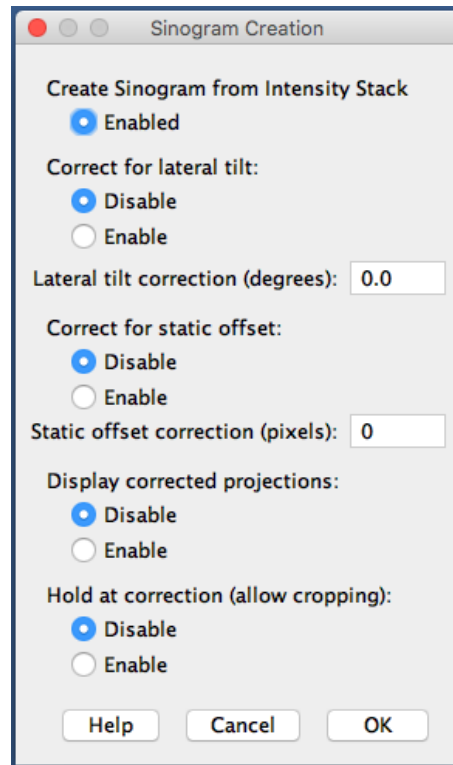 Sinogram Creation
Create Sinogram from Intensity Stack
Enabled
Correct for lateral tilt:
Disable
Enable
Lateral tilt correction (degrees): 0.0
Correct for static offset:
Disable
Enable
Static offset correction (pixels): 0
Display corrected projections:
Disable
Enable
Hold at correction (allow cropping):
Disable
Enable
Help Cancel OK